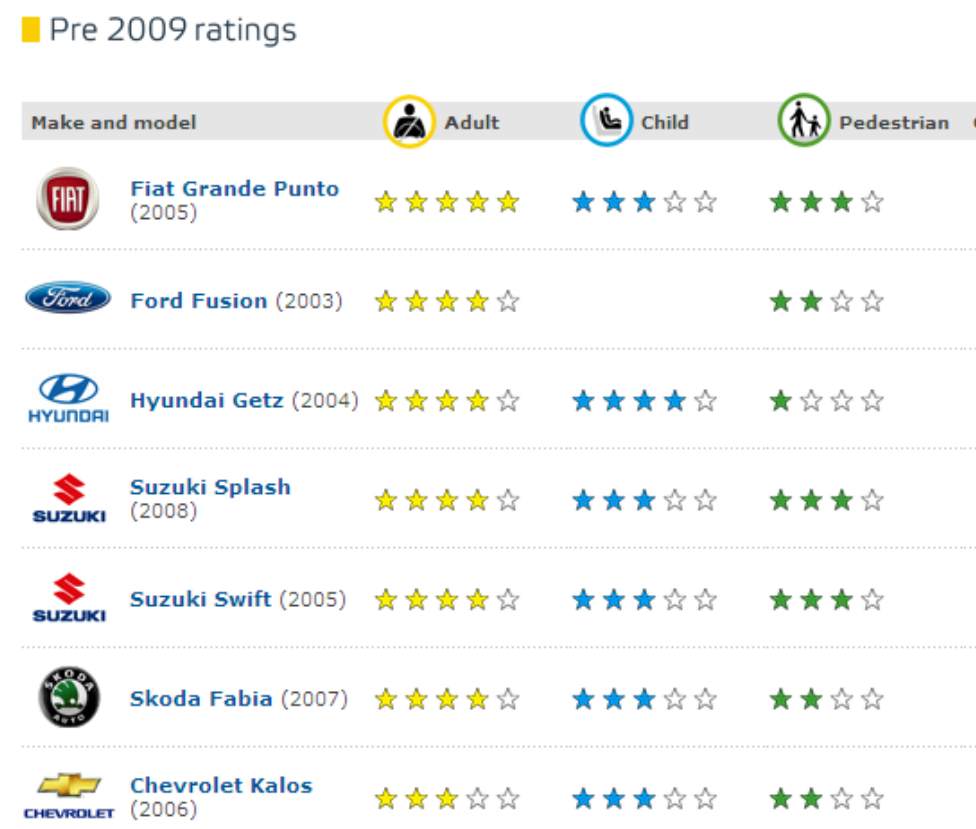 Pre 2009 ratings
Make and model Adult Child Pedestrian
FIAT Fiat Grande Punto
(2005)
Ford Ford Fusion (2003)
HYUNDAI Hyundai Getz (2004)
Suzuki Splash
SUZUKI (2008)
SUZUKI Suzuki Swift (2005)
SKODA AUTO Skoda Fabia (2007)
Chevrolet Kalos
CHEVROLET (2006)